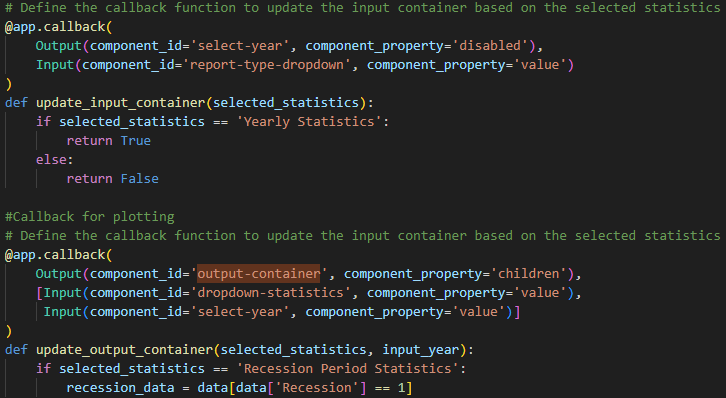 # Define the callback function to update the input container based on the selected statistics
@app.callback(
    Output(component_id='select-year', component_property='disabled'),
    Input(component_id='report-type-dropdown', component_property='value')
)
def update_input_container(selected_statistics):
    if selected_statistics == 'Yearly Statistics':
        return True
    else:
        return False

#Callback for plotting
# Define the callback function to update the input container based on the selected statistics
@app.callback(
    Output(component_id='output-container', component_property='children'),
    [Input(component_id='dropdown-statistics', component_property='value'),
     Input(component_id='select-year', component_property='value')]
)
def update_output_container(selected_statistics, input_year):
    if selected_statistics == 'Recession Period Statistics':
        recession_data = data[data['Recession'] == 1]